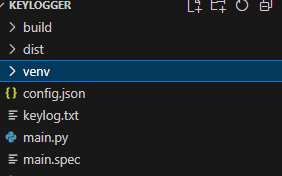 KEYLOGGER
build
dist
venv
config.json
keylog.txt
main.py
main.spec